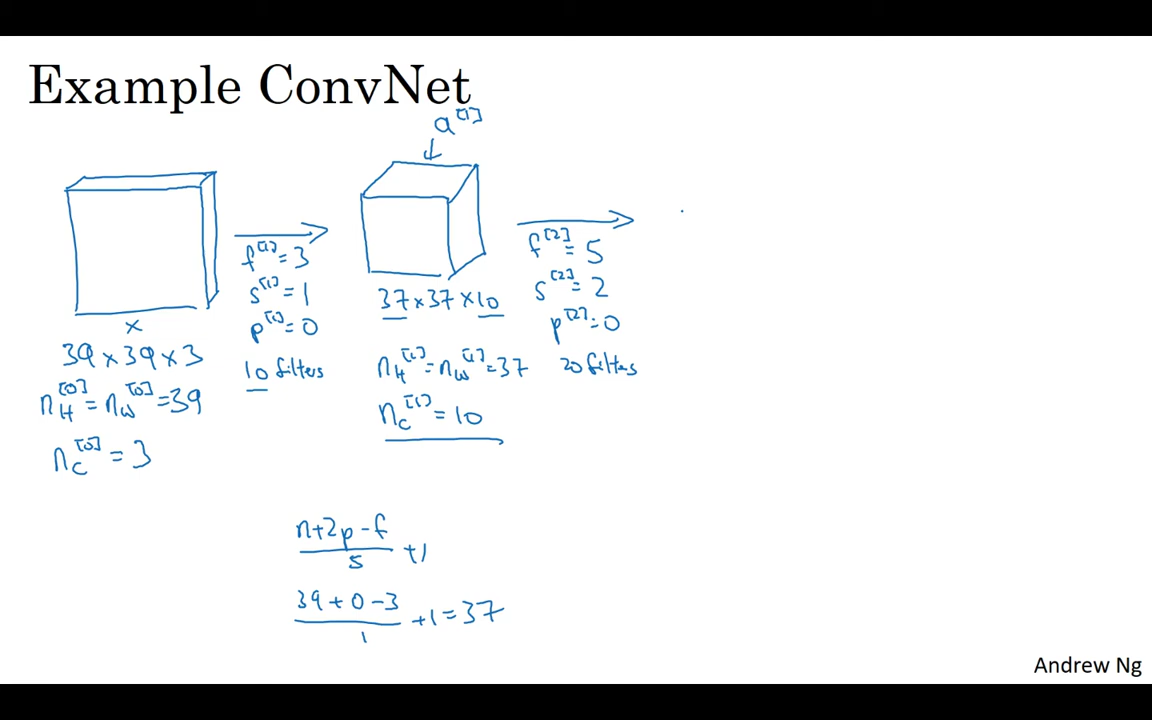 Example ConvNet
a^[1]
x
39 × 39 × 3
n_H^[0] = n_W^[0] = 39
n_C^[0] = 3
f^[1] = 3
s^[1] = 1
p^[1] = 0
10 filters
37 × 37 × 10
n_H^[1] = n_W^[1] = 37
n_C^[1] = 10
f^[2] = 5
s^[2] = 2
p^[2] = 0
20 filters
n+2p-f
s +1
39 + 0 - 3
1 +1 = 37
Andrew Ng